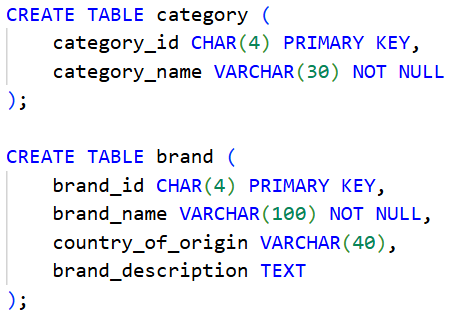 CREATE TABLE category (
    category_id CHAR(4) PRIMARY KEY,
    category_name VARCHAR(30) NOT NULL
);

CREATE TABLE brand (
    brand_id CHAR(4) PRIMARY KEY,
    brand_name VARCHAR(100) NOT NULL,
    country_of_origin VARCHAR(40),
    brand_description TEXT
);